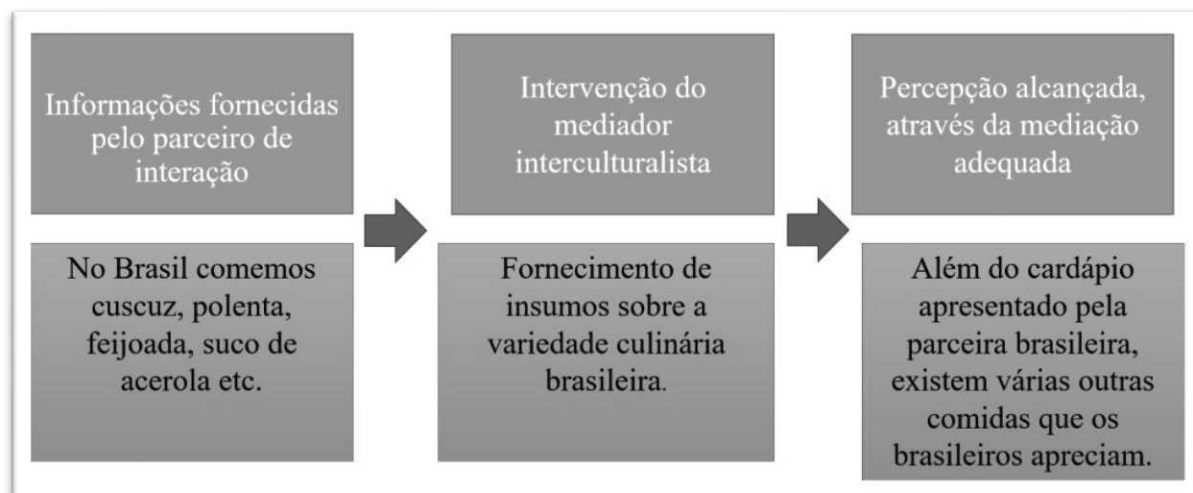 Informações fornecidas
pelo parceiro de
interação
No Brasil comemos
cuscuz, polenta,
feijoada, suco de
acerola etc.
Intervenção do
mediador
interculturalista
Fornecimento de
insumos sobre a
variedade culinária
brasileira.
Percepção alcançada,
através da mediação
adequada
Além do cardápio
apresentado pela
parceira brasileira,
existem várias outras
comidas que os
brasileiros apreciam.